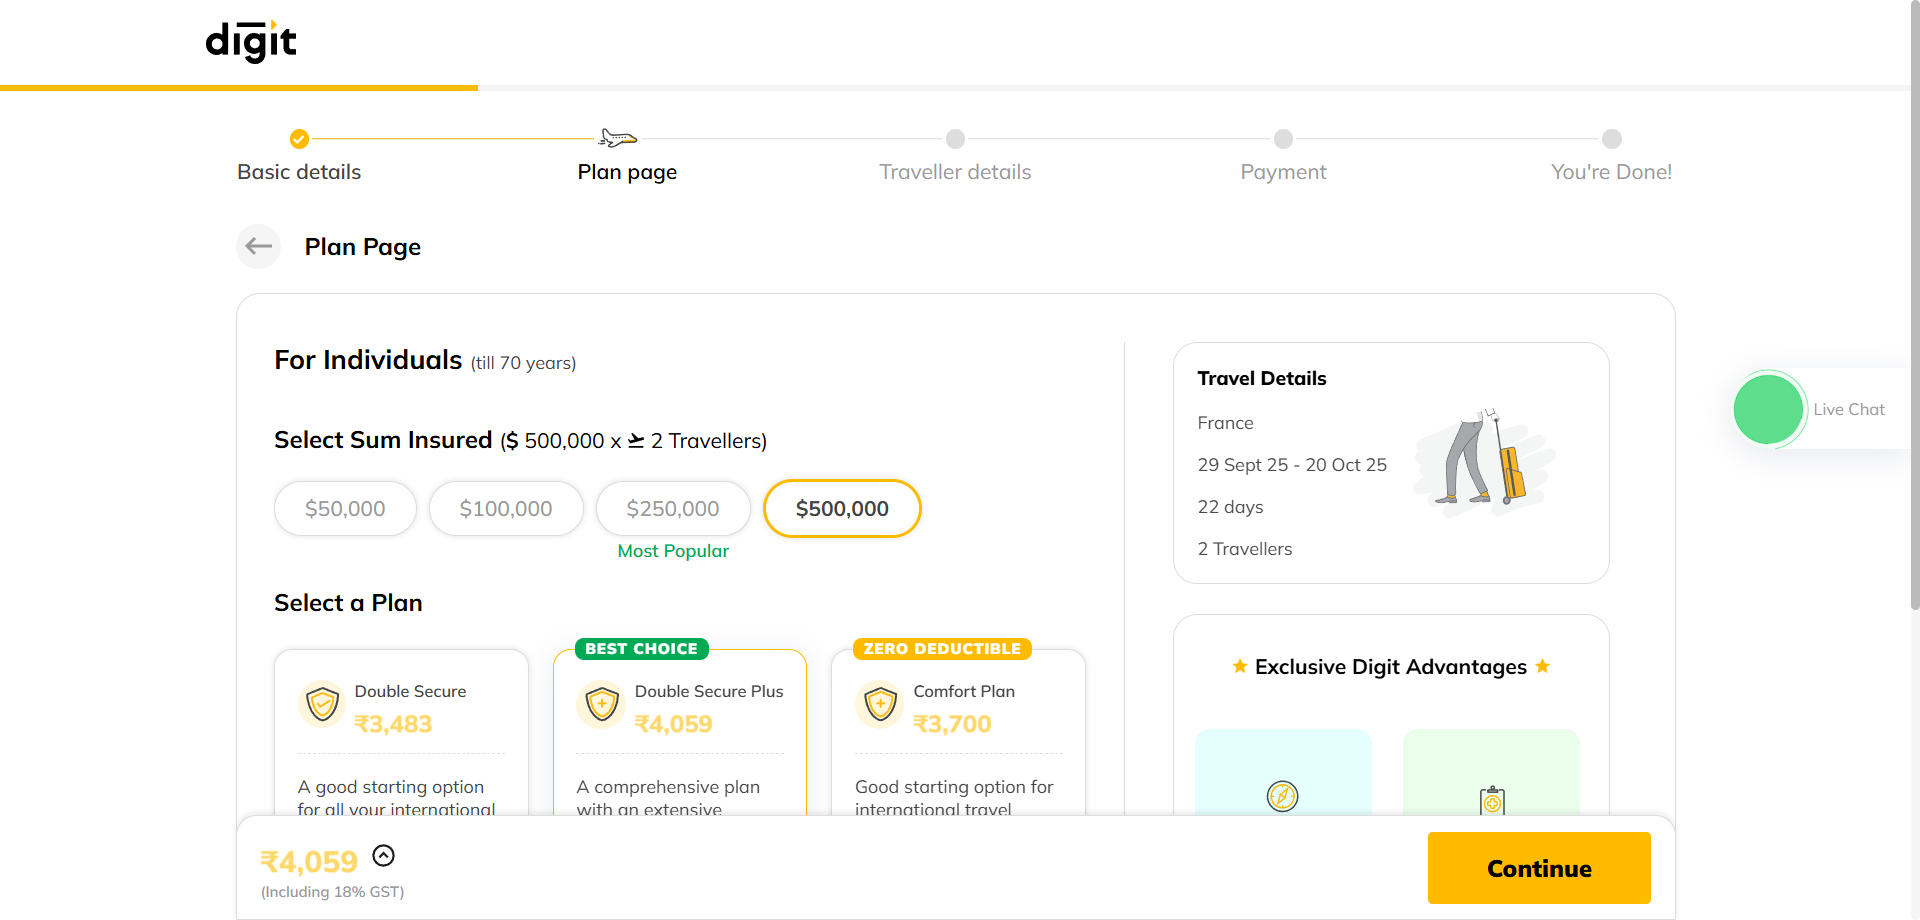 digit
Basic details
Plan page
Traveller details
Payment
You're Done!
Plan Page
For Individuals (till 70 years)
Select Sum Insured ($ 500,000 x 2 Travellers)
$50,000
$100,000
$250,000
$500,000
Most Popular
Select a Plan
Double Secure
₹3,483
A good starting option
for all your international
BEST CHOICE
Double Secure Plus
₹4,059
A comprehensive plan
with an extensive
ZERO DEDUCTIBLE
Comfort Plan
₹3,700
Good starting option for
international travel
Travel Details
France
29 Sept 25 - 20 Oct 25
22 days
2 Travellers
Exclusive Digit Advantages
Live Chat
₹4,059
(Including 18% GST)
Continue